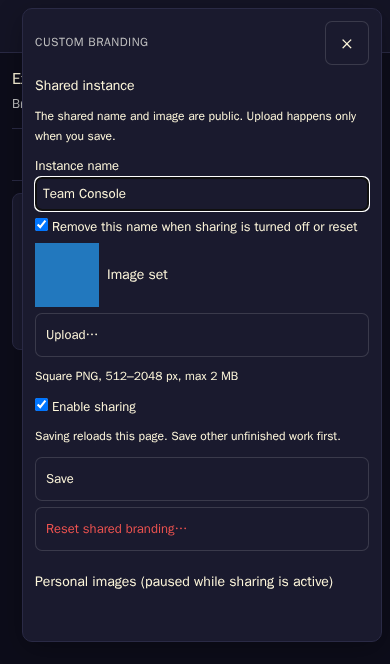 CUSTOM BRANDING
Shared instance
The shared name and image are public. Upload happens only
when you save.
Instance name
Team Console
Remove this name when sharing is turned off or reset
Image set
Upload⋯
Square PNG, 512–2048 px, max 2 MB
Enable sharing
Saving reloads this page. Save other unfinished work first.
Save
Reset shared branding⋯
Personal images (paused while sharing is active)